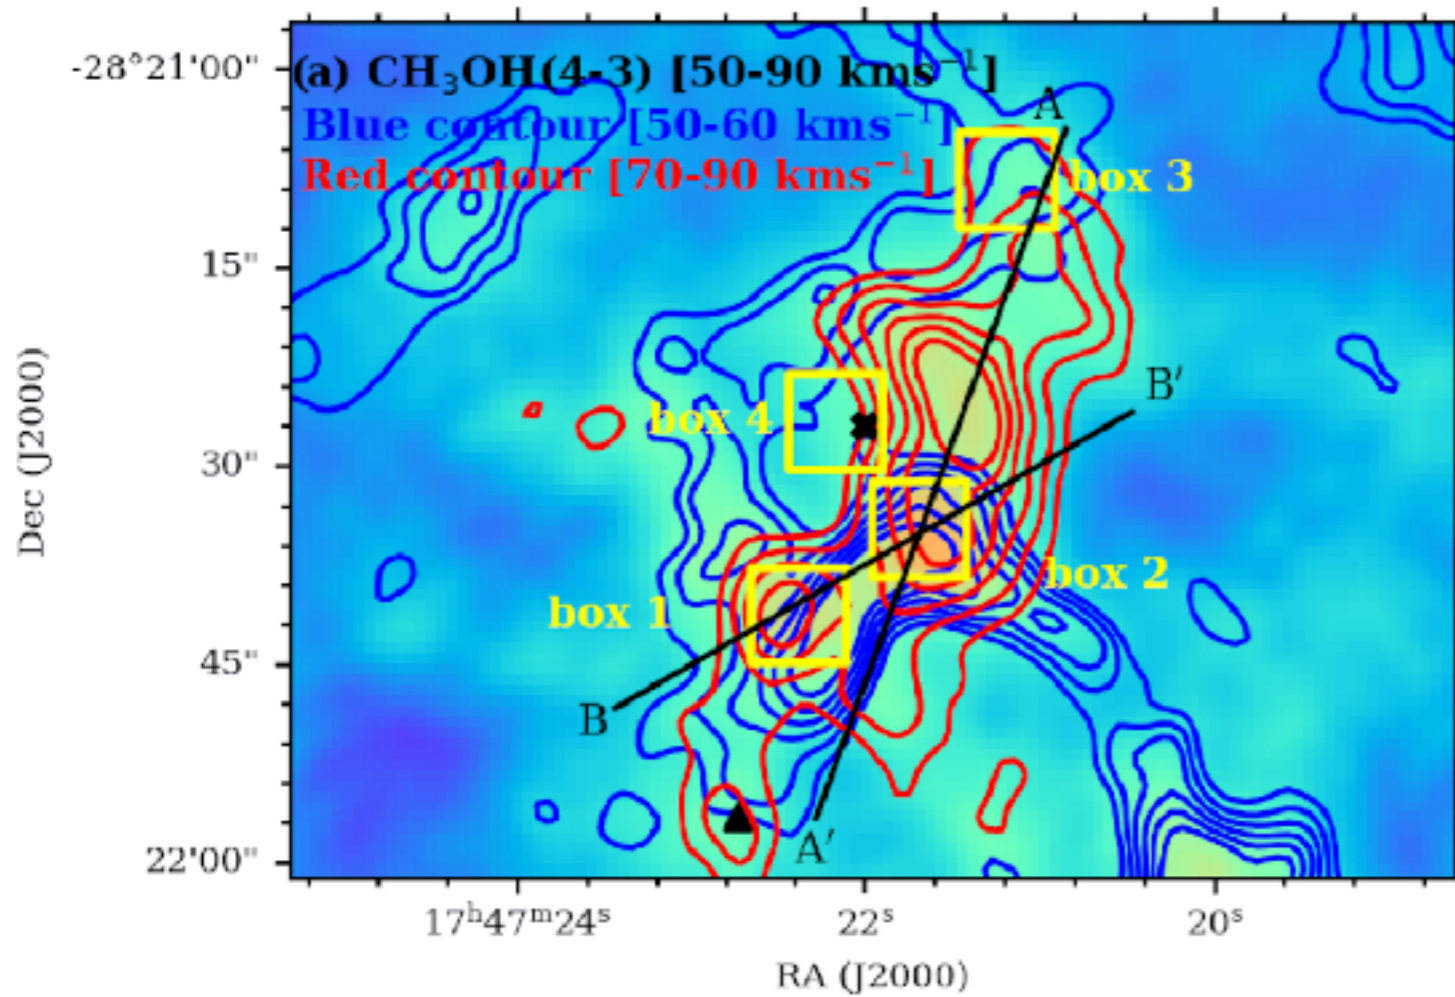 -28°21'00"
(a) CH₃OH(4-3) [50-90 kms⁻¹]
A
Blue contour [50-60 kms⁻¹]
Red contour [70-90 kms⁻¹]
box 3
15"
B'
box 4
30"
box 2
box 1
45"
B
A'
22'00"
17ʰ47ᵐ24ˢ 22ˢ 20ˢ
RA (J2000)
Dec (J2000)